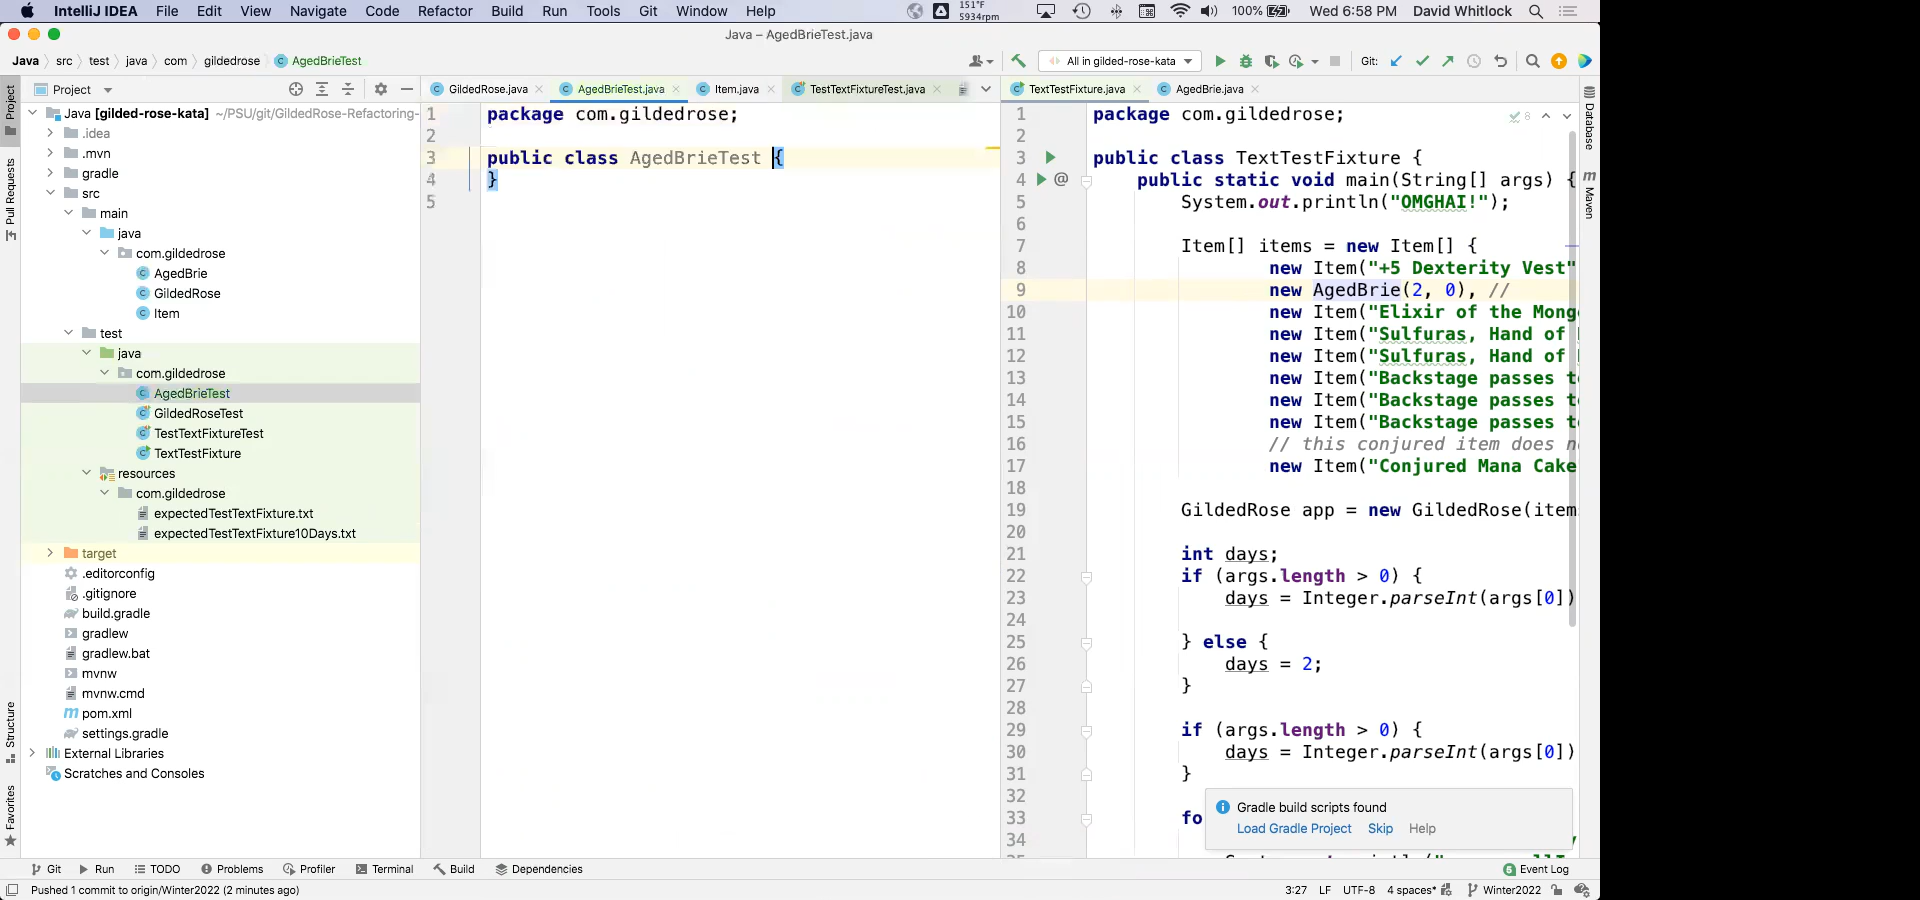 IntelliJ IDEA File Edit View Navigate Code Refactor Build Run Tools Git Window Help 151°F 5934rpm 100% Wed 6:58 PM David Whitlock
Java – AgedBrieTest.java
Java src test java com gildedrose AgedBrieTest All in gilded-rose-kata Git:
Project
GildedRose.java AgedBrieTest.java Item.java TestTextFixtureTest.java TextTestFixture.java AgedBrie.java
Project
Pull Requests
Structure
Favorites
Java [gilded-rose-kata] ~/PSU/git/GildedRose-Refactoring-
.idea
.mvn
gradle
src
main
java
com.gildedrose
AgedBrie
GildedRose
Item
test
java
com.gildedrose
AgedBrieTest
GildedRoseTest
TestTextFixtureTest
TextTestFixture
resources
com.gildedrose
expectedTestTextFixture.txt
expectedTestTextFixture10Days.txt
target
.editorconfig
.gitignore
build.gradle
gradlew
gradlew.bat
mvnw
mvnw.cmd
pom.xml
settings.gradle
External Libraries
Scratches and Consoles
1 package com.gildedrose;
2
3 public class AgedBrieTest {
4 }
5
1 package com.gildedrose; 8
2
3 public class TextTestFixture {
4 @ public static void main(String[] args) {
5 System.out.println("OMGHAI!");
6
7 Item[] items = new Item[] {
8 new Item("+5 Dexterity Vest"
9 new AgedBrie(2, 0), //
10 new Item("Elixir of the Mong
11 new Item("Sulfuras, Hand of
12 new Item("Sulfuras, Hand of
13 new Item("Backstage passes t
14 new Item("Backstage passes t
15 new Item("Backstage passes t
16 // this conjured item does n
17 new Item("Conjured Mana Cake
18
19 GildedRose app = new GildedRose(item
20
21 int days;
22 if (args.length > 0) {
23 days = Integer.parseInt(args[0])
24
25 } else {
26 days = 2;
27 }
28
29 if (args.length > 0) {
30 days = Integer.parseInt(args[0])
31 }
32
33 fo
34
Database
m Maven
Gradle build scripts found
Load Gradle Project Skip Help
Git Run TODO Problems Profiler Terminal Build Dependencies 6 Event Log
Pushed 1 commit to origin/Winter2022 (2 minutes ago) 3:27 LF UTF-8 4 spaces* Winter2022